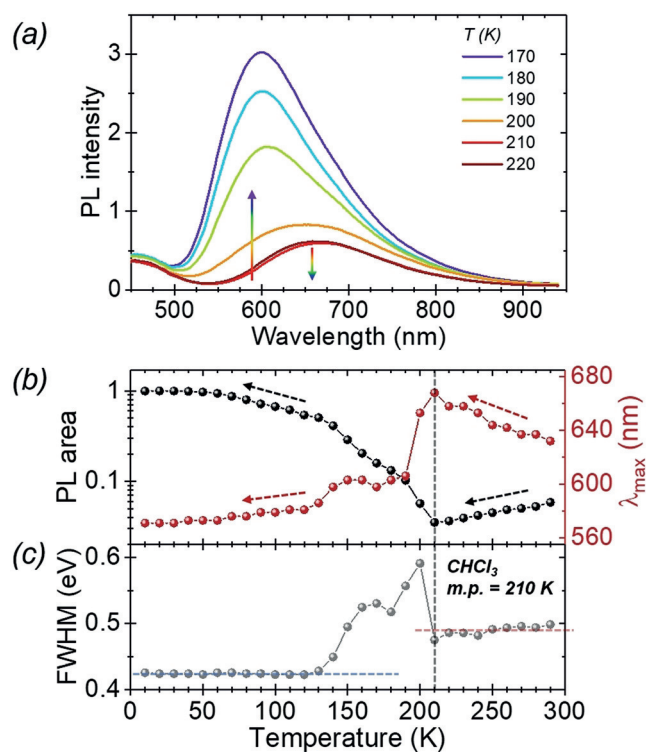 (a)
T (K)
170
180
190
200
210
220
3
2
1
0
PL intensity
500 600 700 800 900
Wavelength (nm)
(b)
1
0.1
PL area
680
640
600
560
λmax (nm)
(c)
0.6
0.5
0.4
FWHM (eV)
CHCl3
m.p. = 210 K
0 50 100 150 200 250 300
Temperature (K)